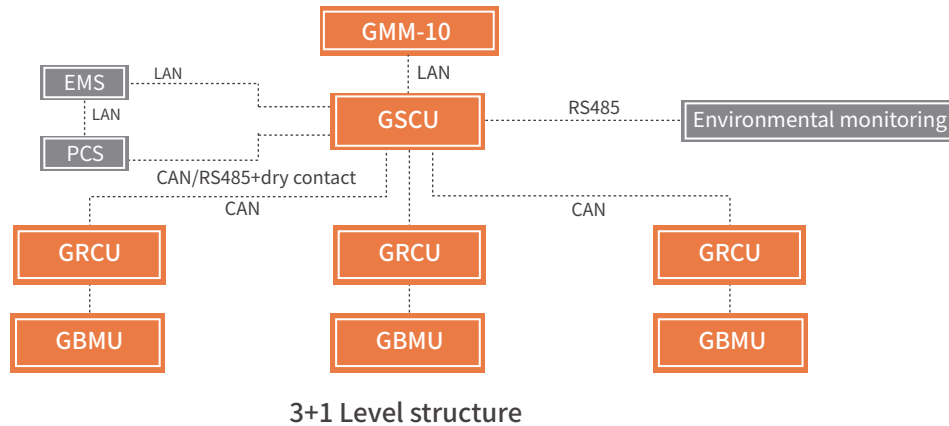 GMM-10
LAN
EMS
LAN
LAN
GSCU
RS485
Environmental monitoring
PCS
CAN/RS485+dry contact
CAN
CAN
GRCU
GRCU
GRCU
GBMU
GBMU
GBMU
3+1 Level structure